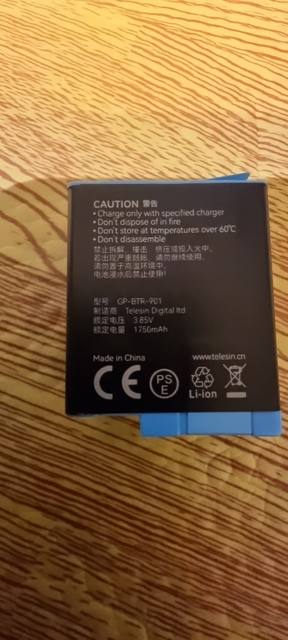 CAUTION 警告
• Charge only with specified charger
• Don't dispose of in fire
• Don't store at temperatures over 60℃
• Don't disassemble
禁止拆解、撞击、挤压或投入火中。
若出现严重鼓胀，请勿继续使用。
请勿置于高温环境中。
电池浸水后禁止使用!
型号 GP-BTR-901
制造商 Telesin Digital ltd
额定电压 3.85V
额定电量 1750mAh
Made in China www.telesin.cn
CE PSE Li-ion